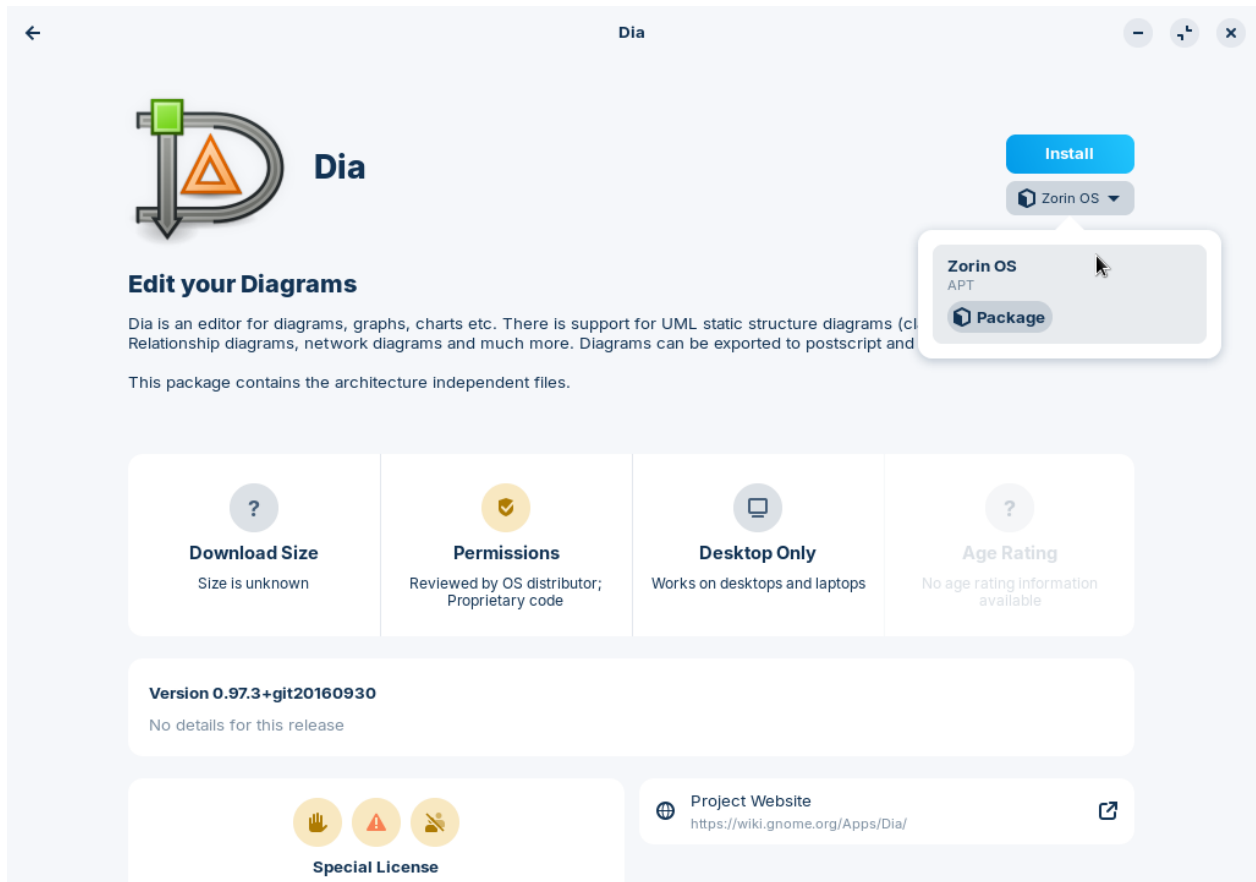 Dia
Dia
Install
Zorin OS
Zorin OS
APT
Package
Edit your Diagrams
Dia is an editor for diagrams, graphs, charts etc. There is support for UML static structure diagrams
Relationship diagrams, network diagrams and much more. Diagrams can be exported to postscript and
This package contains the architecture independent files.
?
Download Size
Size is unknown
Permissions
Reviewed by OS distributor;
Proprietary code
Desktop Only
Works on desktops and laptops
?
Age Rating
No age rating information
available
Version 0.97.3+git20160930
No details for this release
Special License
Project Website
https://wiki.gnome.org/Apps/Dia/